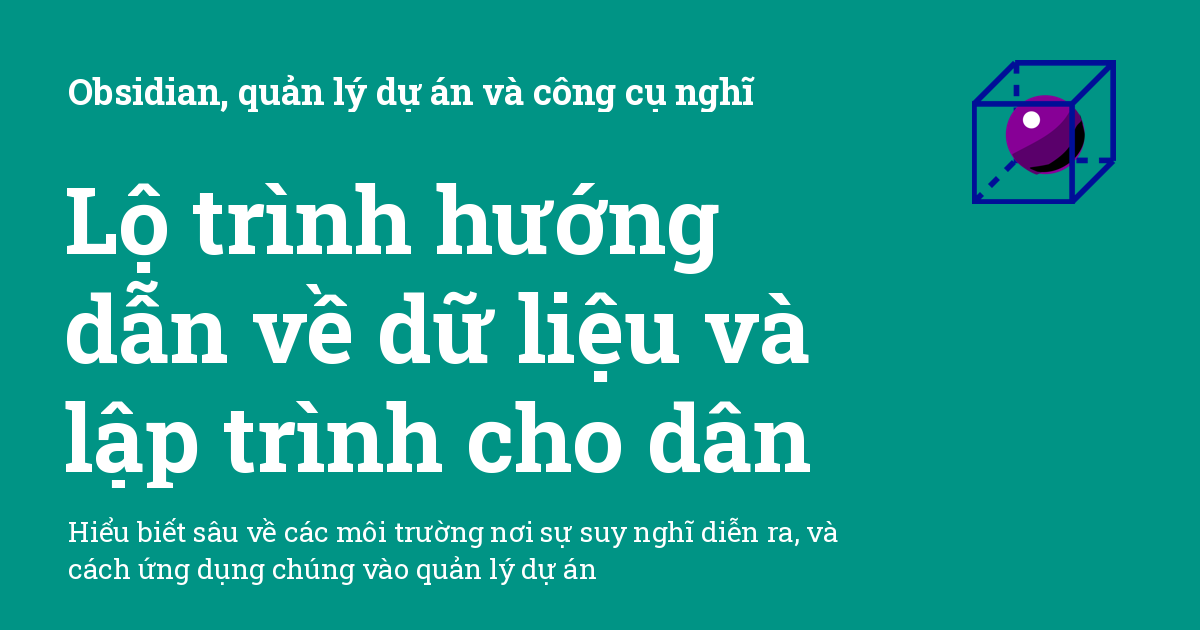 Obsidian, quản lý dự án và công cụ nghĩ
Lộ trình hướng
dẫn về dữ liệu và
lập trình cho dân
Hiểu biết sâu về các môi trường nơi sự suy nghĩ diễn ra, và
cách ứng dụng chúng vào quản lý dự án